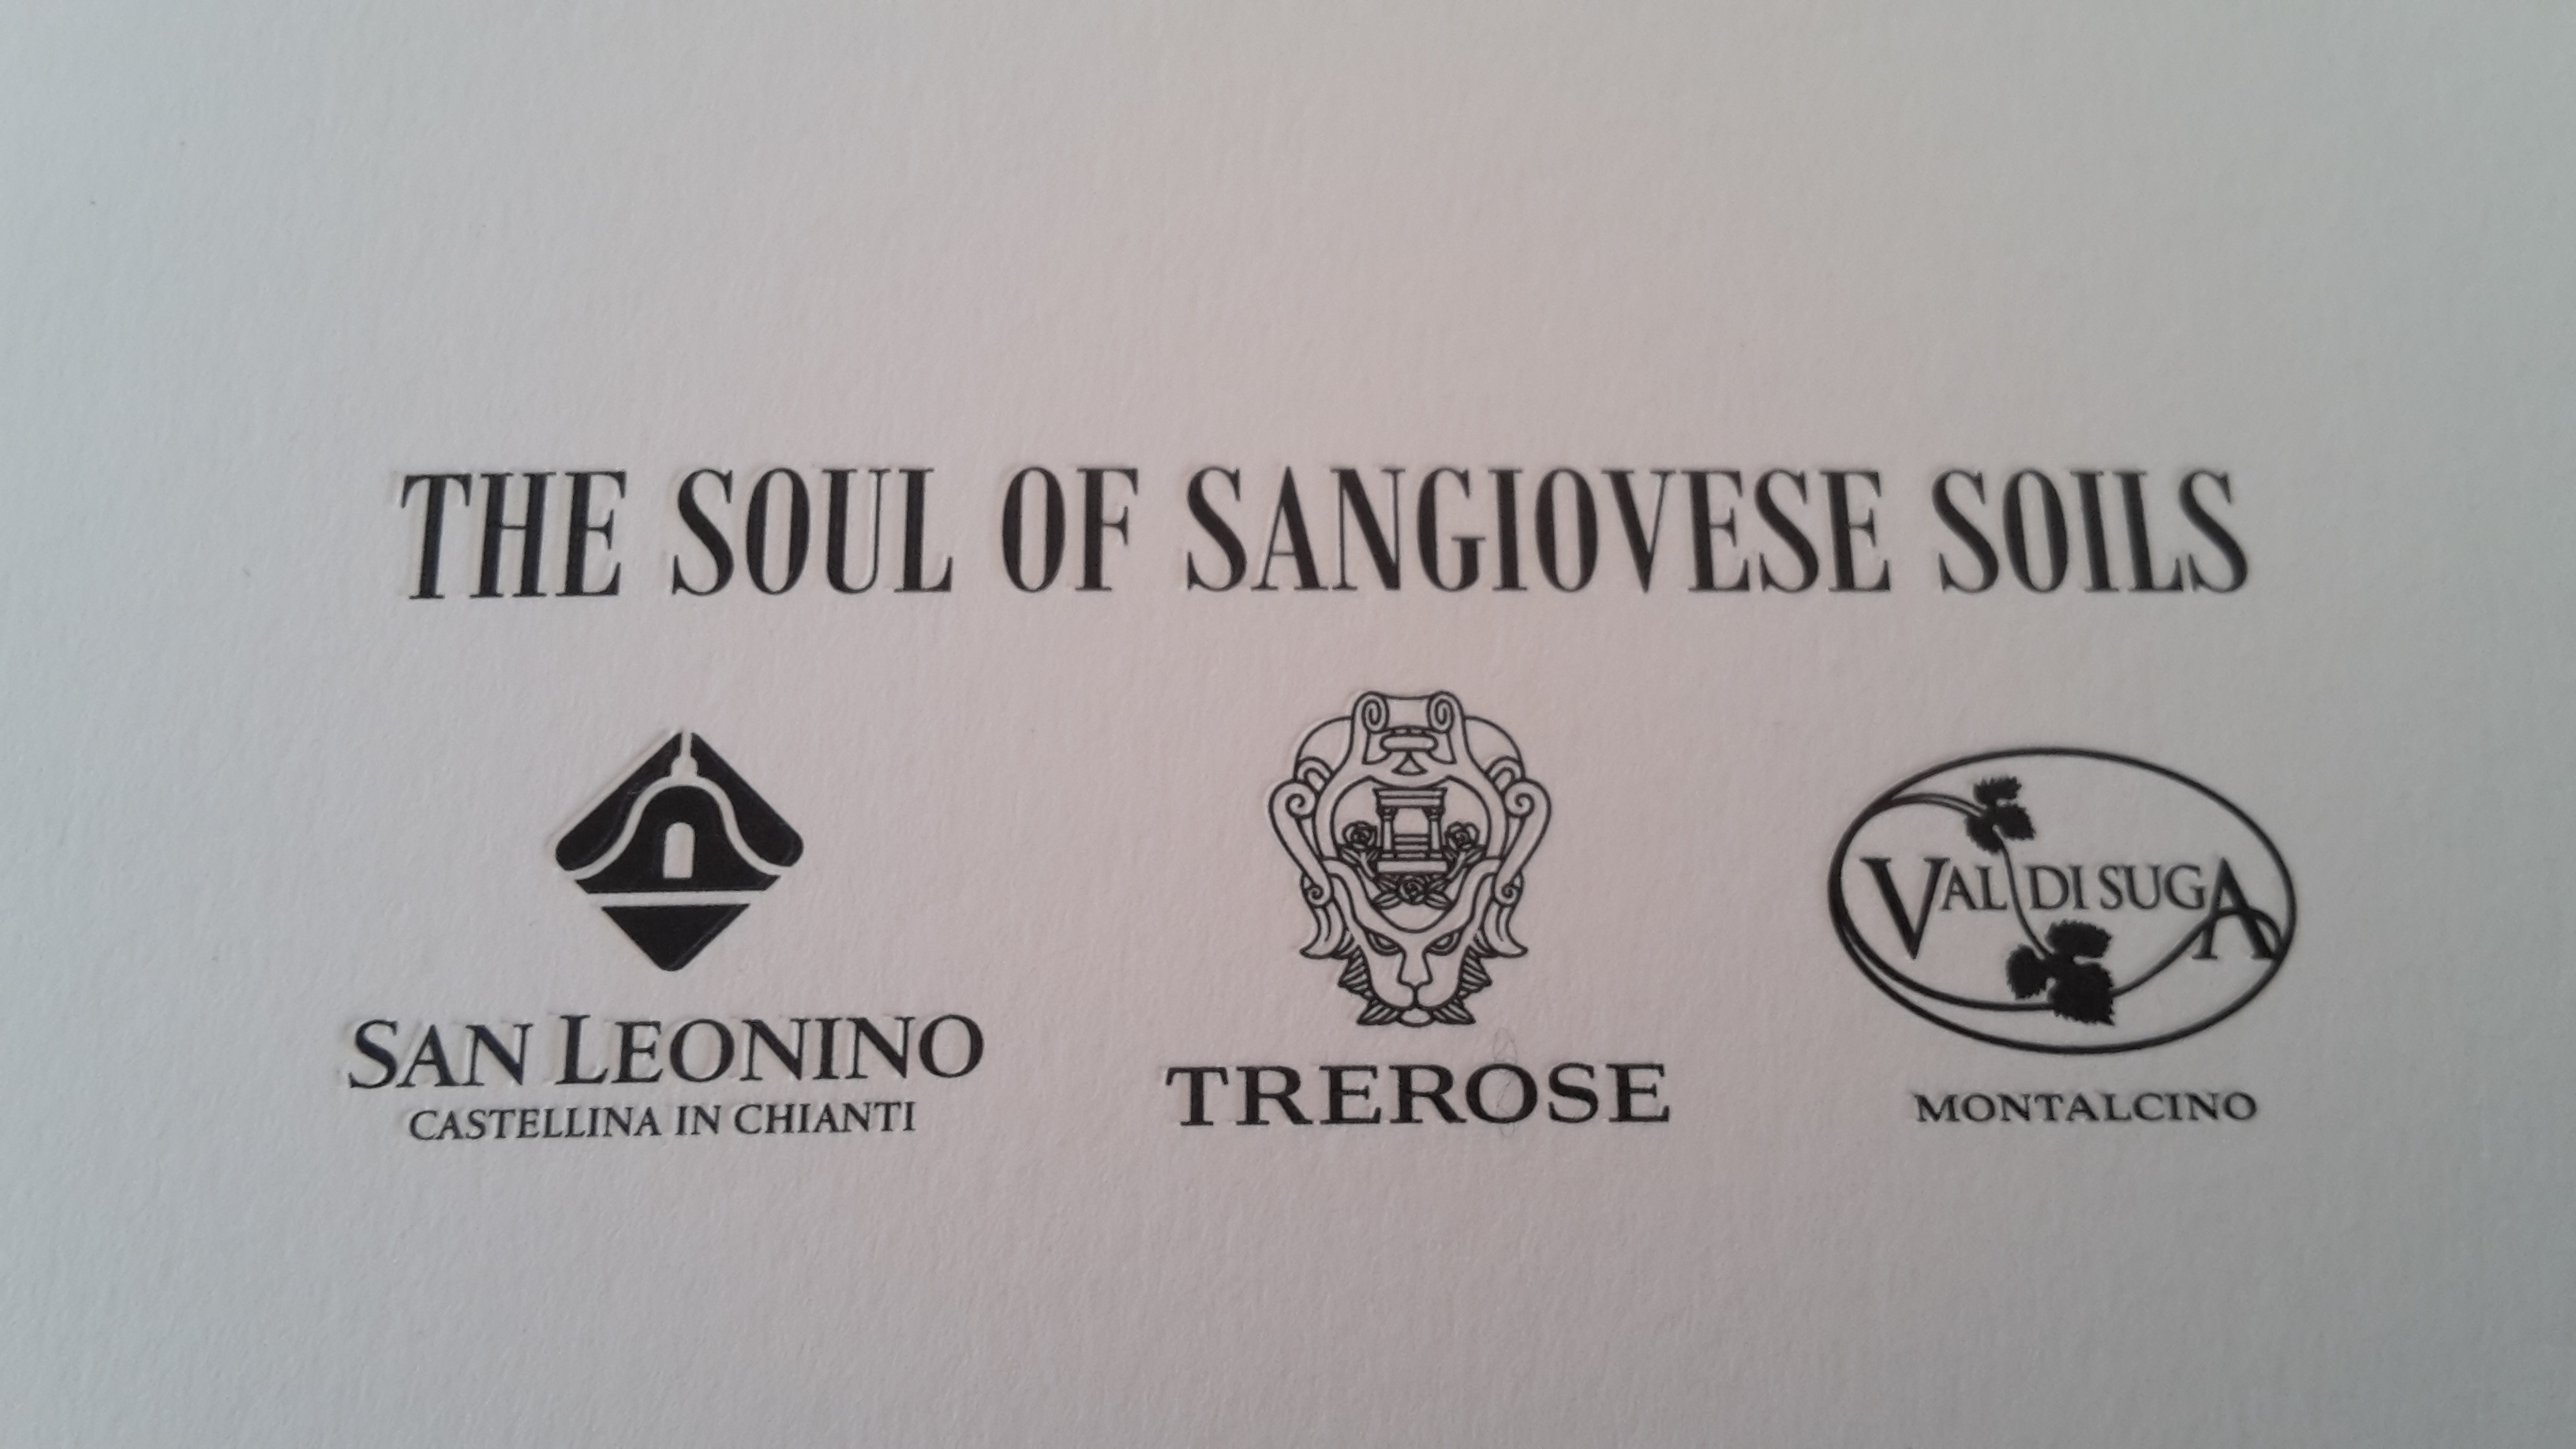 THE SOUL OF SANGIOVESE SOILS
SAN LEONINO
CASTELLINA IN CHIANTI
TREROSE
VAL DI SUGA
MONTALCINO